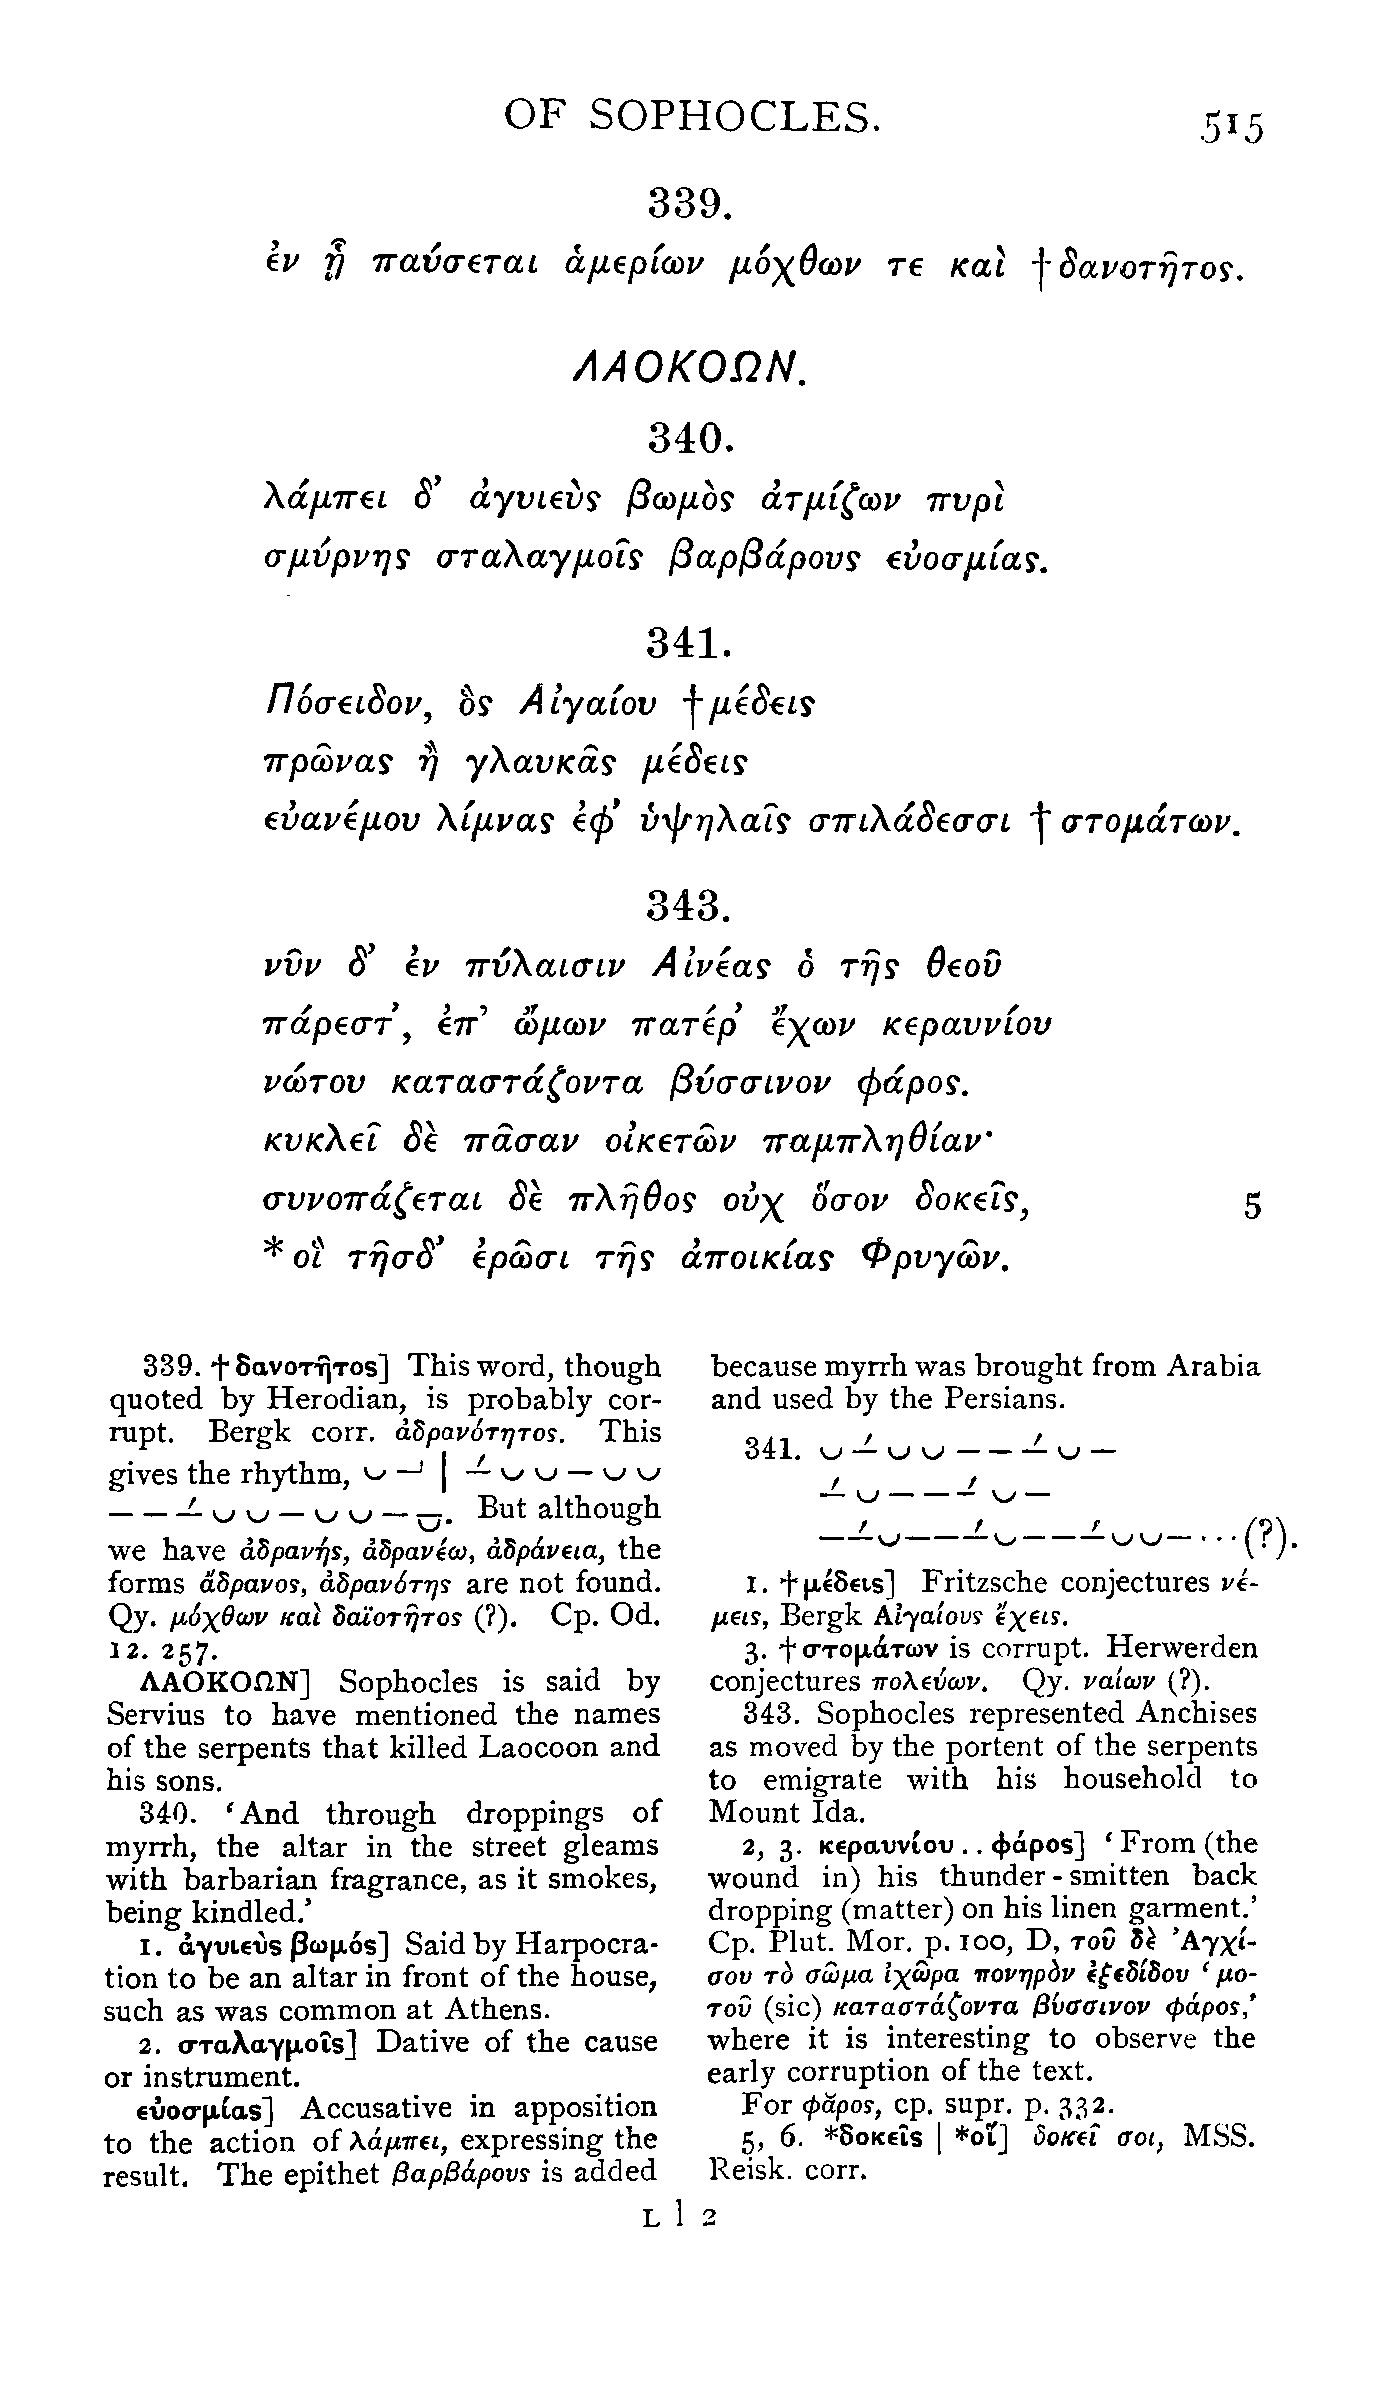 OF SOPHOCLES. 515
339.
ἐν ᾗ παύσεται ἁμερίων μόχθων τε καὶ †δανοτῆτος.
ΛΑΟΚΟΩΝ.
340.
λάμπει δ’ ἀγυιεὺς βωμὸς ἀτμίζων πυρὶ
σμύρνης σταλαγμοῖς βαρβάρους εὐοσμίας.
341.
Πόσειδον, ὃς Αἰγαίου †μέδεις
πρῶνας ἢ γλαυκᾶς μέδεις
εὐανέμου λίμνας ἐφ’ ὑψηλαῖς σπιλάδεσσι †στομάτων.
343.
νῦν δ’ ἐν πύλαισιν Αἰνέας ὁ τῆς θεοῦ
πάρεστ’, ἐπ’ ὤμων πατέρ’ ἔχων κεραυνίου
νώτου καταστάζοντα βύσσινον φάρος.
κυκλεῖ δὲ πᾶσαν οἰκετῶν παμπληθίαν·
συνοπάζεται δὲ πλῆθος οὐχ ὅσον δοκεῖς, 5
*οἳ τῆσδ’ ἐρῶσι τῆς ἀποικίας Φρυγῶν.
339. †δανοτῆτος] This word, though
quoted by Herodian, is probably cor-
rupt. Bergk corr. ἀδρανότητος. This
gives the rhythm, ⏑ –́ | –́ ⏑ ⏑ – ⏑ ⏑
– – –́ ⏑ ⏑ – ⏑ ⏑ – ⏓. But although
we have ἀδρανής, ἀδρανέω, ἀδράνεια, the
forms ἄδρανος, ἀδρανότης are not found.
Qy. μόχθων καὶ δαϊοτῆτος (?). Cp. Od.
12. 257.
ΛΑΟΚΟΩΝ] Sophocles is said by
Servius to have mentioned the names
of the serpents that killed Laocoon and
his sons.
340. ‘And through droppings of
myrrh, the altar in the street gleams
with barbarian fragrance, as it smokes,
being kindled.’
1. ἀγυιεὺς βωμός] Said by Harpocra-
tion to be an altar in front of the house,
such as was common at Athens.
2. σταλαγμοῖς] Dative of the cause
or instrument.
εὐοσμίας] Accusative in apposition
to the action of λάμπει, expressing the
result. The epithet βαρβάρους is added
because myrrh was brought from Arabia
and used by the Persians.
341. ⏑ –́ ⏑ ⏑ – – –́ ⏑ –
–́ ⏑ – – –́ ⏑ –
– –́ ⏑ – – –́ ⏑ – – –́ ⏑ ⏑ – · · · (?).
1. †μέδεις] Fritzsche conjectures νέ-
μεις, Bergk Αἰγαίους ἔχεις.
3. †στομάτων is corrupt. Herwerden
conjectures πολεύων. Qy. ναίων (?).
343. Sophocles represented Anchises
as moved by the portent of the serpents
to emigrate with his household to
Mount Ida.
2, 3. κεραυνίου . . φάρος] ‘From (the
wound in) his thunder-smitten back
dropping (matter) on his linen garment.’
Cp. Plut. Mor. p. 100, D, τοῦ δὲ Ἀγχί-
σου τὸ σῶμα ἰχῶρα πονηρὸν ἐξεδίδου ‘μο-
τοῦ (sic) καταστάζοντα βύσσινον φάρος,’
where it is interesting to observe the
early corruption of the text.
For φᾰρος, cp. supr. p. 332.
5, 6. *δοκεῖς | *οἵ] δοκεῖ σοι, MSS.
Reisk. corr.
L l 2